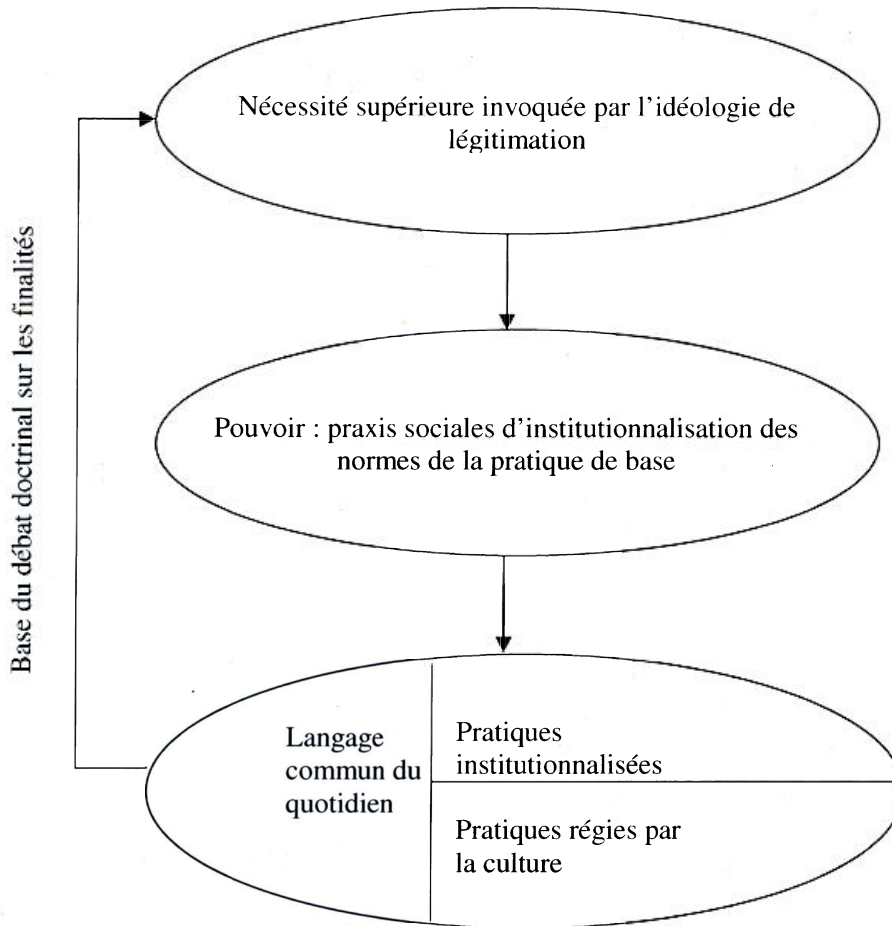 Nécessité supérieure invoquée par l'idéologie de
légitimation
Base du débat doctrinal sur les finalités
Pouvoir : praxis sociales d'institutionnalisation des
normes de la pratique de base
Langage
commun du
quotidien
Pratiques
institutionnalisées
Pratiques régies par
la culture